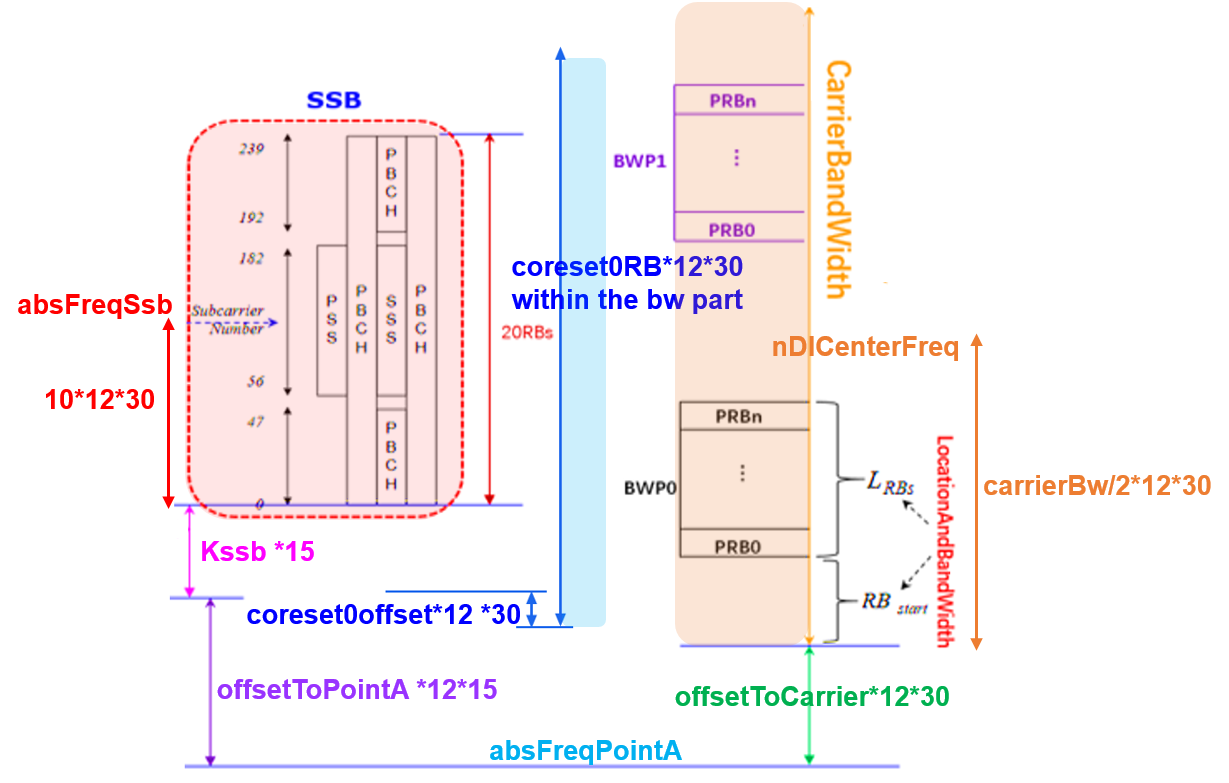 SSB
239
192
182
Subcarrier
Number
56
47
0
PSS
PBCH
PBCH
SSS
PBCH
PBCH
20RBs
absFreqSsb
10*12*30
Kssb *15
coreset0offset*12 *30
offsetToPointA *12*15
absFreqPointA
coreset0RB*12*30
within the bw part
BWP1
PRBn
⋮
PRB0
CarrierBandWidth
nDlCenterFreq
BWP0
PRBn
⋮
PRB0
L RBs
RB start
LocationAndBandWidth
carrierBw/2*12*30
offsetToCarrier*12*30